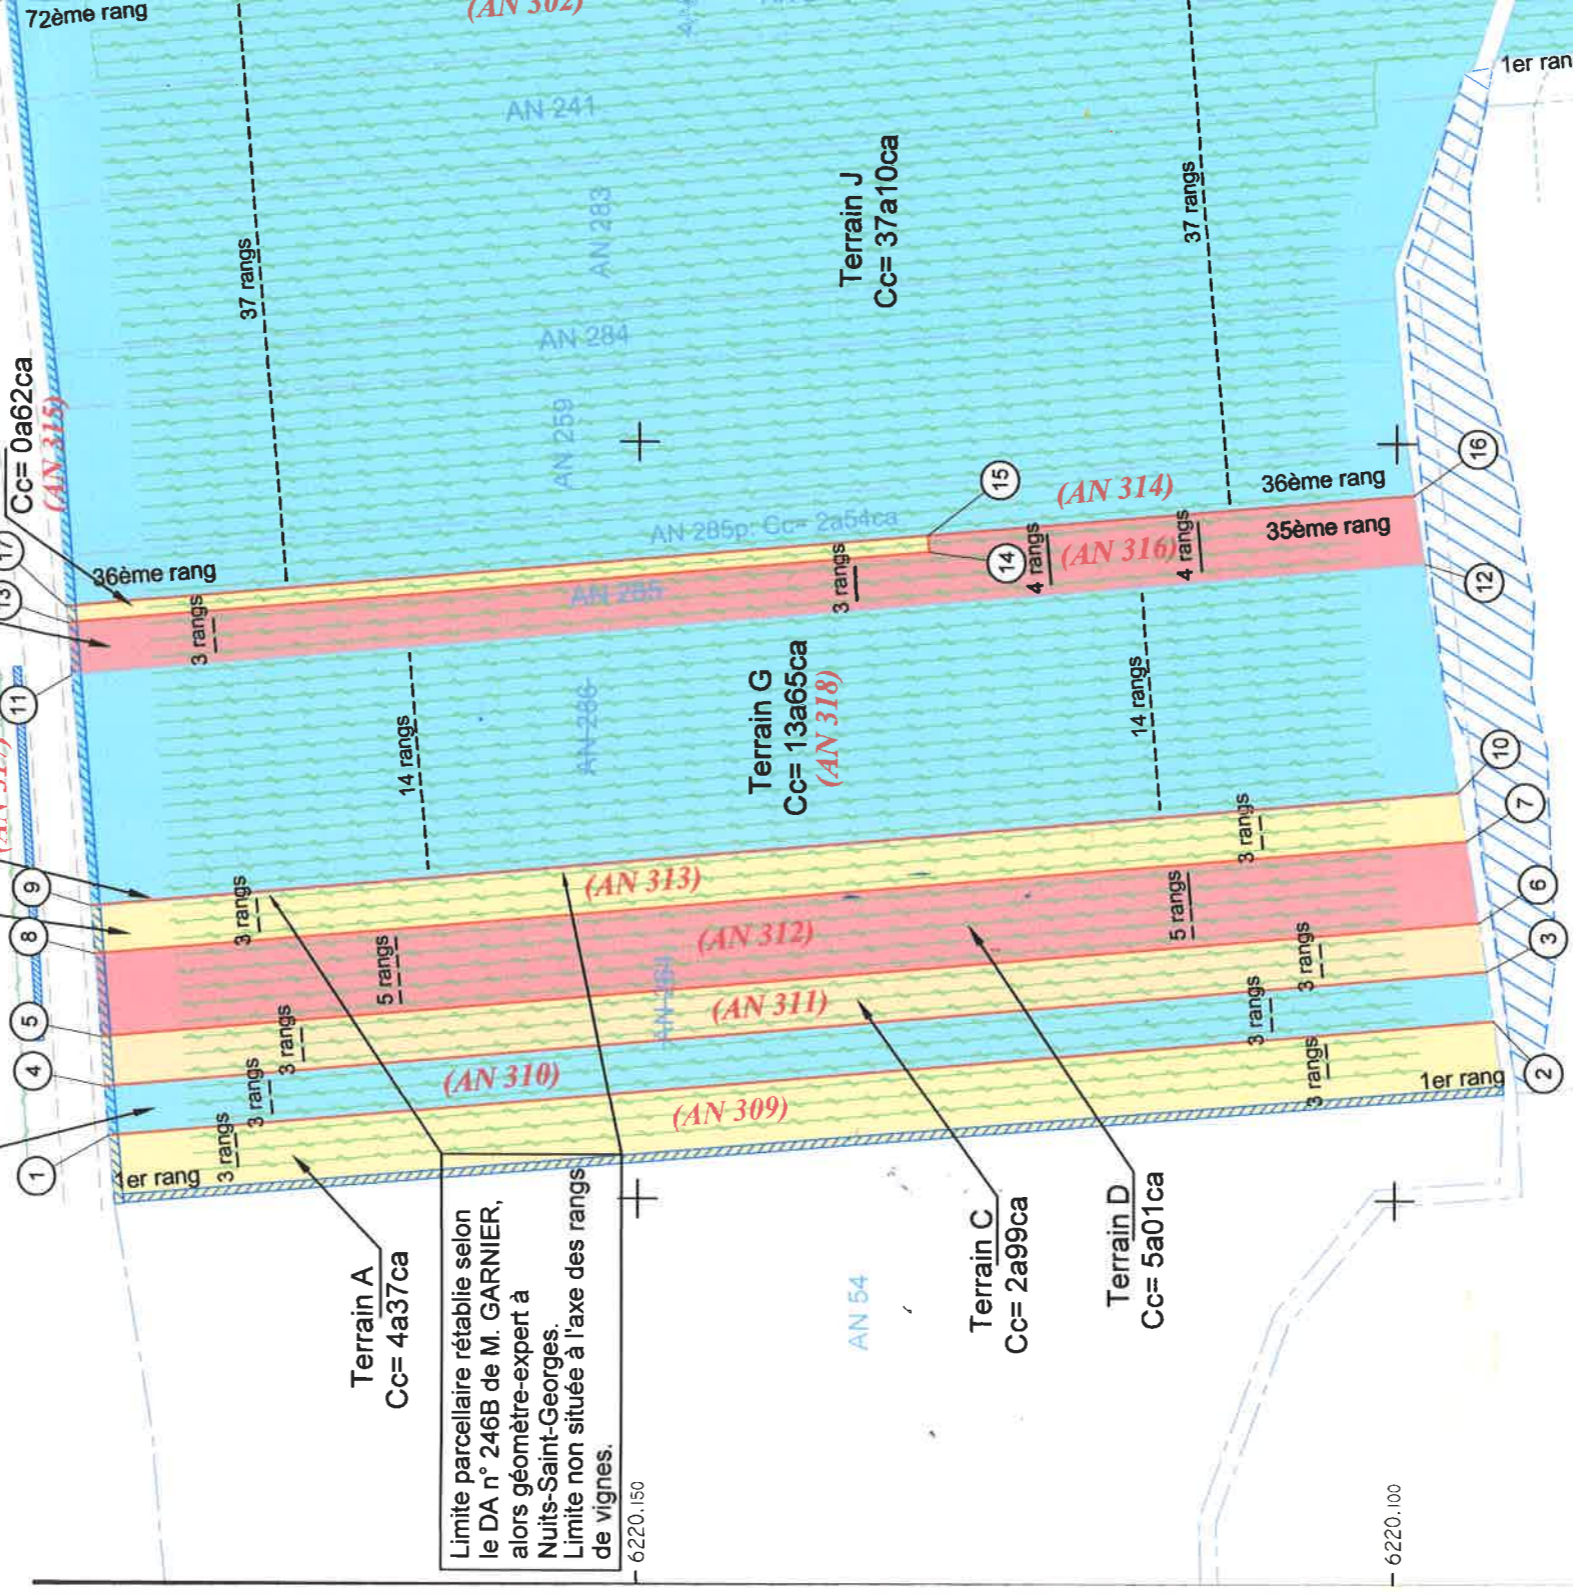 72ème rang
(AN 302)
1er ran
AN 241
37 rangs
AN 283
Terrain J
Cc= 37a10ca
37 rangs
AN 284
Cc= 0a62ca
(AN 315)
AN 259
17
13
36ème rang
15
(AN 314)
36ème rang
16
AN 285p: Cc= 2a54ca
35ème rang
3 rangs
AN 285
3 rangs
14
4 rangs
(AN 316)
4 rangs
12
11
14 rangs
AN 286
Terrain G
Cc= 13a65ca
(AN 318)
14 rangs
10
9
3 rangs
(AN 313)
3 rangs
7
8
5 rangs
(AN 312)
5 rangs
6
5
3 rangs
AN 264
(AN 311)
3 rangs
3
4
3 rangs
(AN 310)
3 rangs
1
3 rangs
(AN 309)
3 rangs
2
1er rang
1er rang
Terrain A
Cc= 4a37ca
Limite parcellaire rétablie selon
le DA n° 246B de M. GARNIER,
alors géomètre-expert à
Nuits-Saint-Georges.
Limite non située à l'axe des rangs
de vignes.
AN 54
Terrain C
Cc= 2a99ca
Terrain D
Cc= 5a01ca
6220.150
6220.100